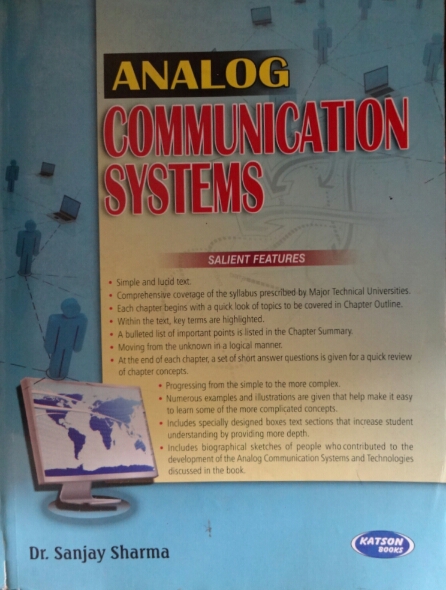 ANALOG
COMMUNICATION
SYSTEMS
SALIENT FEATURES
• Simple and lucid text.
• Comprehensive coverage of the syllabus prescribed by Major Technical Universities.
• Each chapter begins with a quick look of topics to be covered in Chapter Outline.
• Within the text, key terms are highlighted.
• A bulleted list of important points is listed in the Chapter Summary.
• Moving from the unknown in a logical manner.
• At the end of each chapter, a set of short answer questions is given for a quick review
of chapter concepts.
• Progressing from the simple to the more complex.
• Numerous examples and illustrations are given that help make it easy
to learn some of the more complicated concepts.
• Includes specially designed boxes text sections that increase student
understanding by providing more depth.
• Includes biographical sketches of people who contributed to the
development of the Analog Communication Systems and Technologies
discussed in the book.
Dr. Sanjay Sharma
KATSON
BOOKS